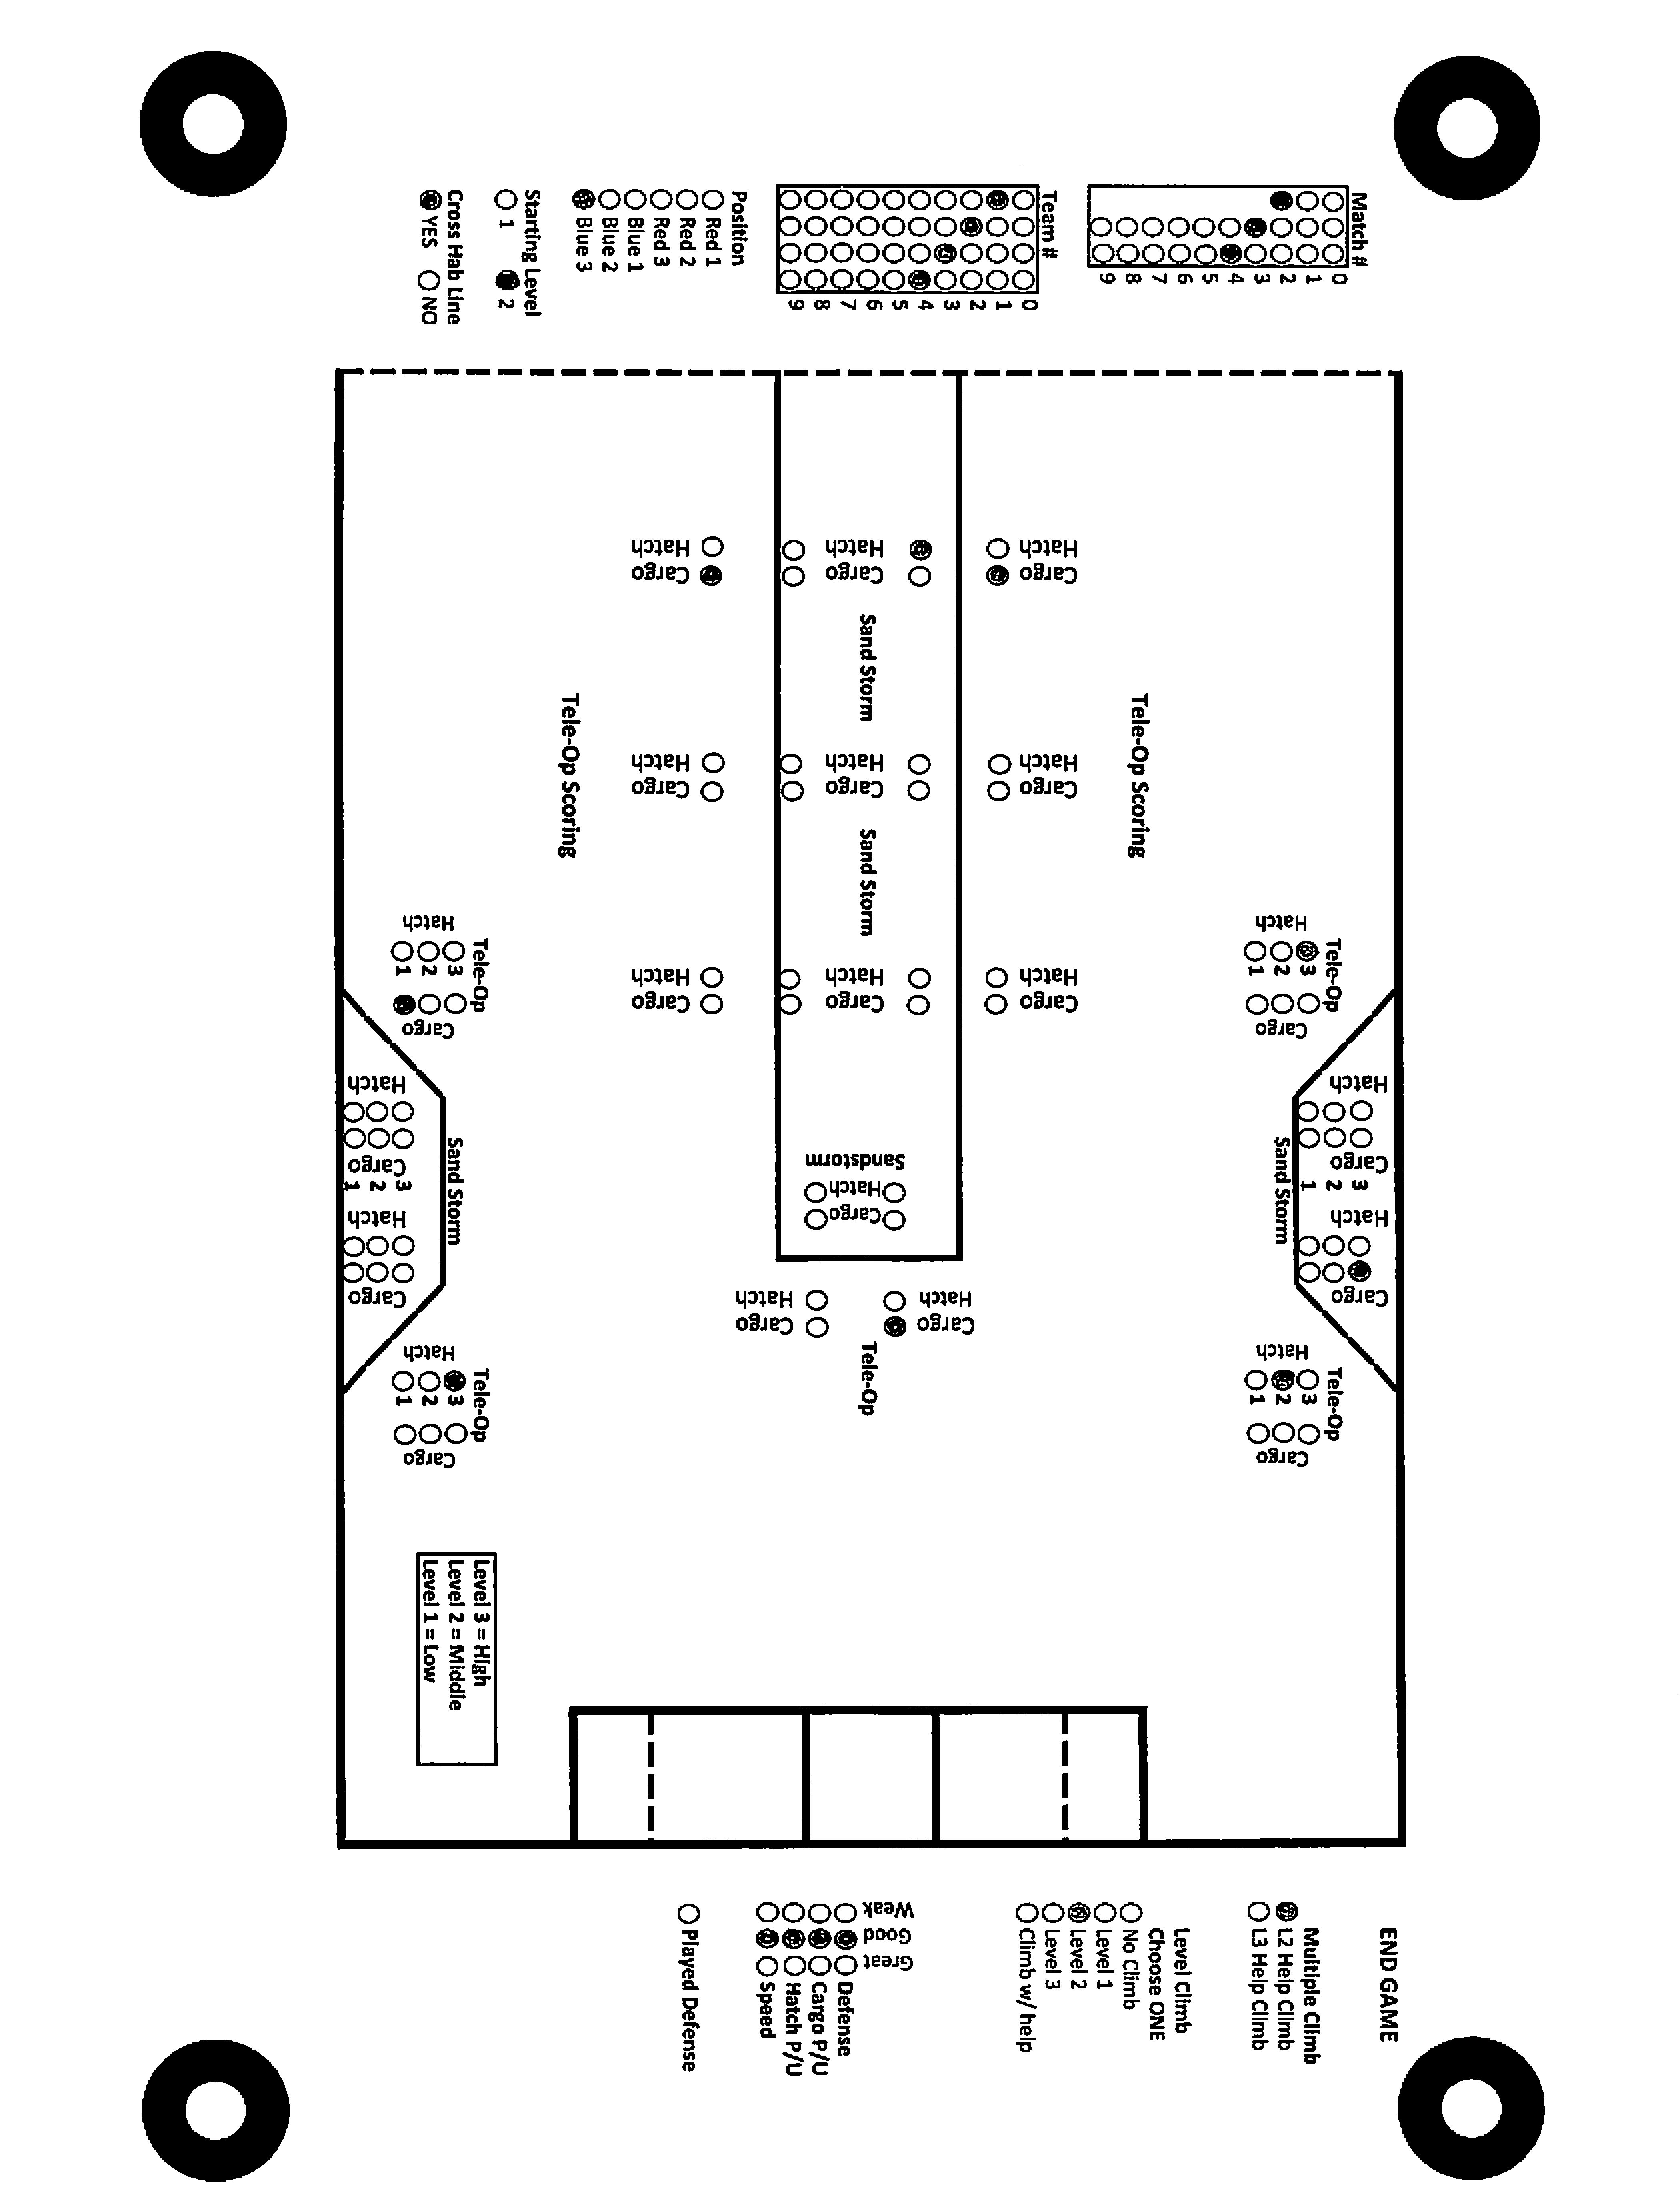 Match #
0
1
2
3
4
5
6
7
8
9
Team #
0
1
2
3
4
5
6
7
8
9
Position
Red 1
Red 2
Red 3
Blue 1
Blue 2
Blue 3
Starting Level
1 2
Cross Hab Line
YES NO
Hatch
Cargo
Hatch
Cargo
Hatch
Cargo
Tele-Op Scoring
Hatch
Cargo
Sand Storm
Hatch
Cargo
Sand Storm
Hatch
Cargo
Hatch
Cargo
Hatch
Cargo
Hatch
Cargo
Tele-Op Scoring
Tele-Op
Hatch
3
2
1
Cargo
Hatch
Cargo
3
2
1
Hatch
Cargo
Sand Storm
Tele-Op
Hatch
3
2
1
Cargo
Sandstorm
Hatch
Cargo
Hatch
Cargo
Hatch
Cargo
Tele-Op
Tele-Op
Hatch
3
2
1
Cargo
Sand Storm
Hatch
Cargo
3
2
1
Hatch
Cargo
Tele-Op
Hatch
3
2
1
Cargo
Level 3 = High
Level 2 = Middle
Level 1 = Low
END GAME
Multiple Climb
L2 Help Climb
L3 Help Climb
Level Climb
Choose ONE
No Climb
Level 1
Level 2
Level 3
Climb w/ help
Weak
Good
Great
Defense
Cargo P/U
Hatch P/U
Speed
Played Defense